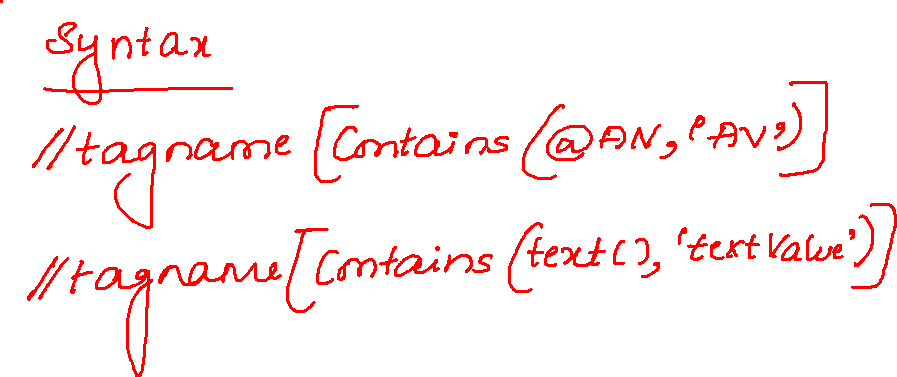 Syntax
//tagname [Contains (@AN, 'AV')]
//tagname [Contains (text(), 'textValue')]